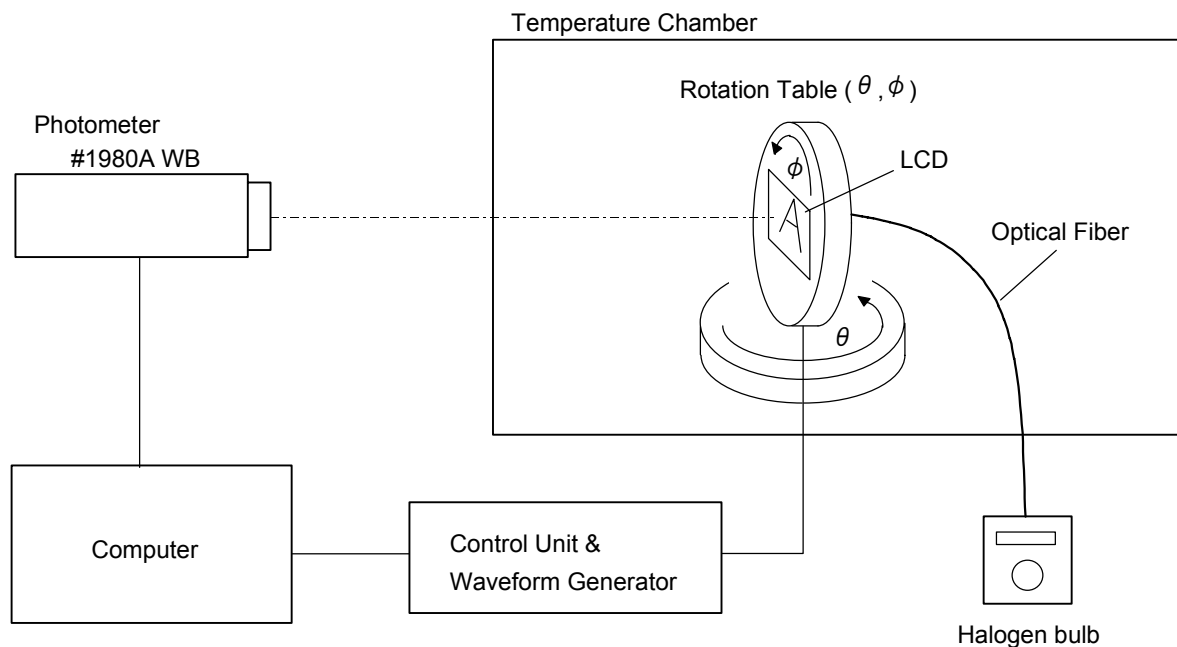 Temperature Chamber
Rotation Table ( θ , ϕ )
Photometer
#1980A WB
ϕ
LCD
A
Optical Fiber
θ
Computer
Control Unit &
Waveform Generator
Halogen bulb